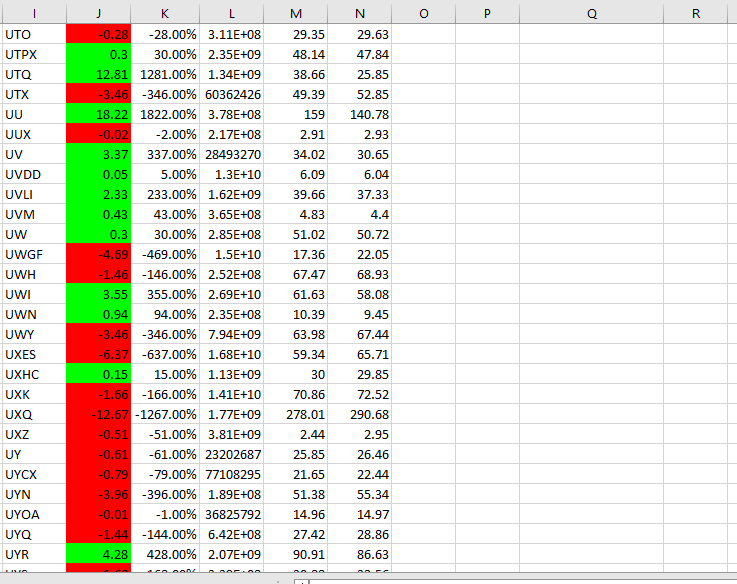 I J K L M N O P Q R
UTO -0.28 -28.00% 3.11E+08 29.35 29.63
UTPX 0.3 30.00% 2.35E+09 48.14 47.84
UTQ 12.81 1281.00% 1.34E+09 38.66 25.85
UTX -3.46 -346.00% 60362426 49.39 52.85
UU 18.22 1822.00% 3.78E+08 159 140.78
UUX -0.02 -2.00% 2.17E+08 2.91 2.93
UV 3.37 337.00% 28493270 34.02 30.65
UVDD 0.05 5.00% 1.3E+10 6.09 6.04
UVLI 2.33 233.00% 1.62E+09 39.66 37.33
UVM 0.43 43.00% 3.65E+08 4.83 4.4
UW 0.3 30.00% 2.85E+08 51.02 50.72
UWGF -4.69 -469.00% 1.5E+10 17.36 22.05
UWH -1.46 -146.00% 2.52E+08 67.47 68.93
UWI 3.55 355.00% 2.69E+10 61.63 58.08
UWN 0.94 94.00% 2.35E+08 10.39 9.45
UWY -3.46 -346.00% 7.94E+09 63.98 67.44
UXES -6.37 -637.00% 1.68E+10 59.34 65.71
UXHC 0.15 15.00% 1.13E+09 30 29.85
UXK -1.66 -166.00% 1.41E+10 70.86 72.52
UXQ -12.67 -1267.00% 1.77E+09 278.01 290.68
UXZ -0.51 -51.00% 3.81E+09 2.44 2.95
UY -0.61 -61.00% 23202687 25.85 26.46
UYCX -0.79 -79.00% 77108295 21.65 22.44
UYN -3.96 -396.00% 1.89E+08 51.38 55.34
UYOA -0.01 -1.00% 36825792 14.96 14.97
UYQ -1.44 -144.00% 6.42E+08 27.42 28.86
UYR 4.28 428.00% 2.07E+09 90.91 86.63